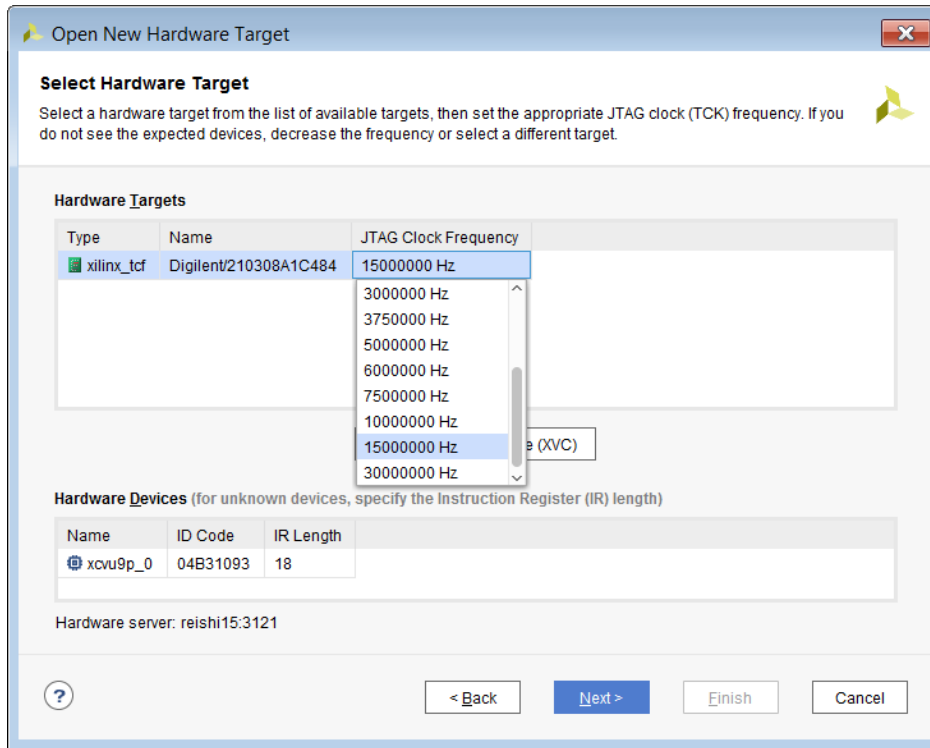 Open New Hardware Target
Select Hardware Target
Select a hardware target from the list of available targets, then set the appropriate JTAG clock (TCK) frequency. If you
do not see the expected devices, decrease the frequency or select a different target.
Hardware Targets
Type Name JTAG Clock Frequency
xilinx_tcf Digilent/210308A1C484 15000000 Hz
3000000 Hz
3750000 Hz
5000000 Hz
6000000 Hz
7500000 Hz
10000000 Hz
15000000 Hz
(XVC)
30000000 Hz
Hardware Devices (for unknown devices, specify the Instruction Register (IR) length)
Name ID Code IR Length
xcvu9p_0 04B31093 18
Hardware server: reishi15:3121
? < Back Next > Finish Cancel